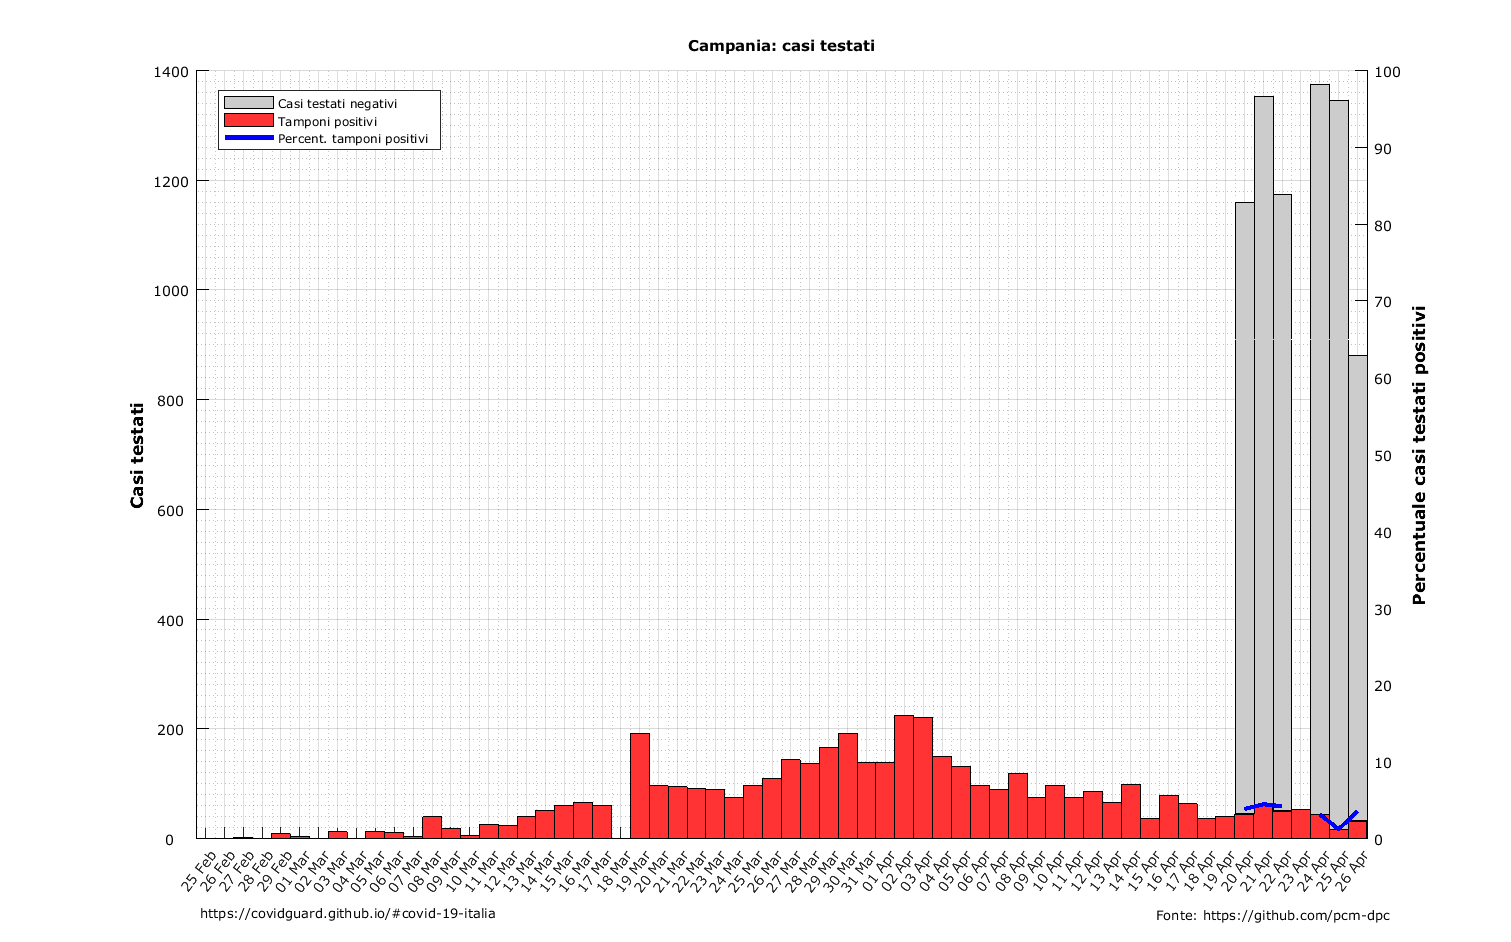 Campania: casi testati
Casi testati negativi
Tamponi positivi
Percent. tamponi positivi
Casi testati
1400
1200
1000
800
600
400
200
0
100
90
80
70
60
50
40
30
20
10
0
Percentuale casi testati positivi
25 Feb
26 Feb
27 Feb
28 Feb
29 Feb
01 Mar
02 Mar
03 Mar
04 Mar
05 Mar
06 Mar
07 Mar
08 Mar
09 Mar
10 Mar
11 Mar
12 Mar
13 Mar
14 Mar
15 Mar
16 Mar
17 Mar
18 Mar
19 Mar
20 Mar
21 Mar
22 Mar
23 Mar
24 Mar
25 Mar
26 Mar
27 Mar
28 Mar
29 Mar
30 Mar
31 Mar
01 Apr
02 Apr
03 Apr
04 Apr
05 Apr
06 Apr
07 Apr
08 Apr
09 Apr
10 Apr
11 Apr
12 Apr
13 Apr
14 Apr
15 Apr
16 Apr
17 Apr
18 Apr
19 Apr
20 Apr
21 Apr
22 Apr
23 Apr
24 Apr
25 Apr
26 Apr
https://covidguard.github.io/#covid-19-italia
Fonte: https://github.com/pcm-dpc